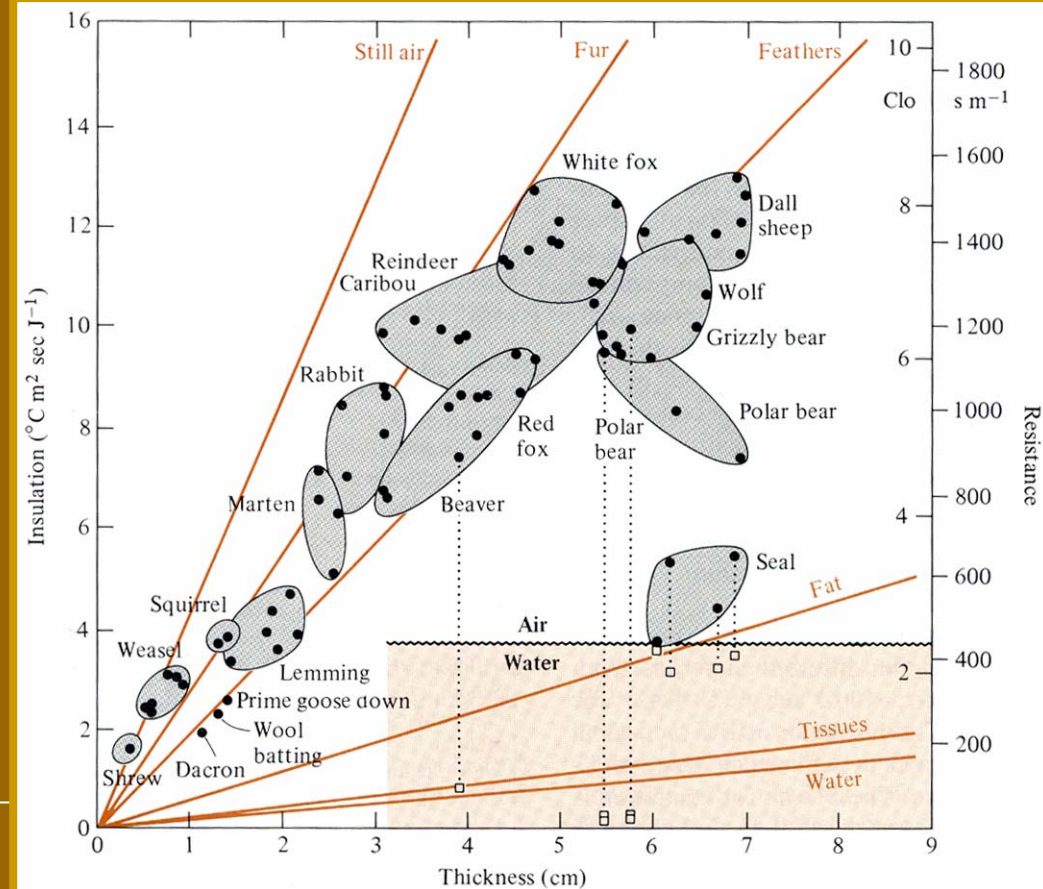 16
14
12
10
8
6
4
2
0
Insulation (°C m² sec J⁻¹)
0
1
2
3
4
5
6
7
8
9
Thickness (cm)
Still air
Fur
Feathers
10
Clo
8
6
4
2
1800
s m⁻¹
1600
1400
1200
1000
800
600
400
200
Resistance
White fox
Dall
sheep
Reindeer
Caribou
Wolf
Grizzly bear
Rabbit
Polar bear
Red
fox
Polar
bear
Marten
Beaver
Seal
Squirrel
Fat
Air
Weasel
Water
Lemming
Prime goose down
Wool
batting
Tissues
Shrew
Dacron
Water